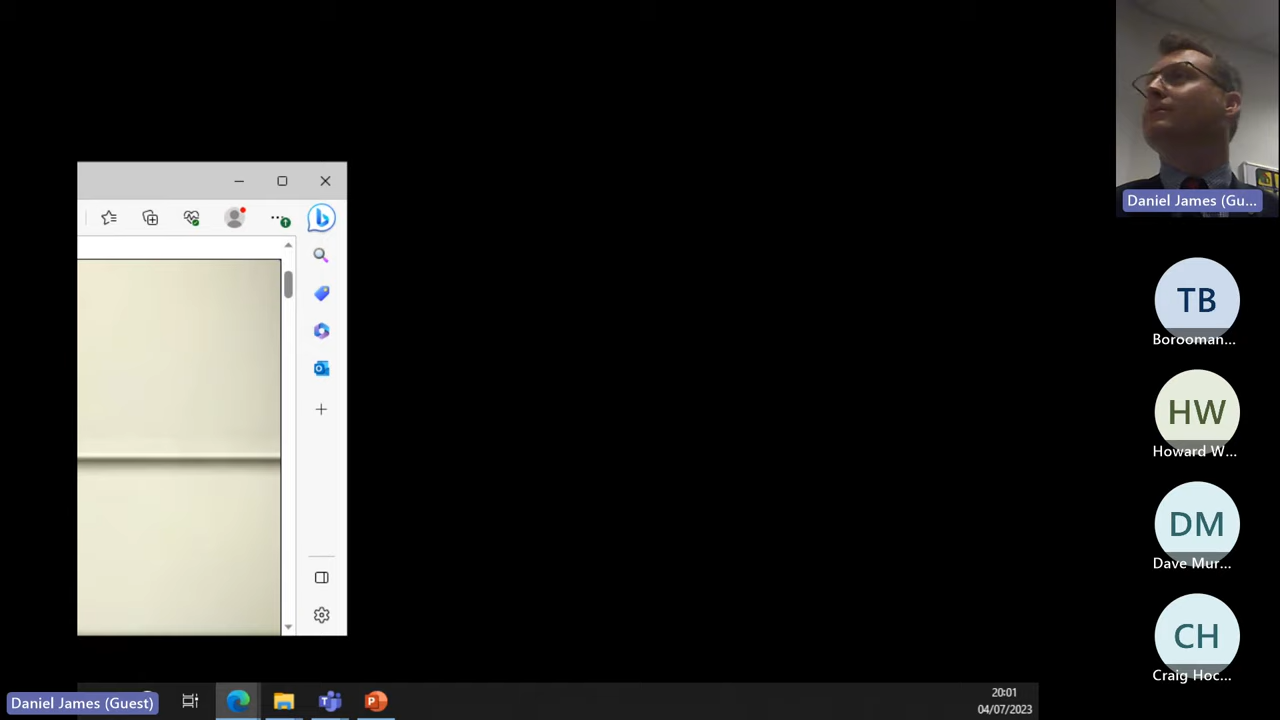 Daniel James (Gu...
TB
Borooman...
HW
Howard W...
DM
Dave Mur...
CH
Craig Hoc...
Daniel James (Guest)
20:01
04/07/2023